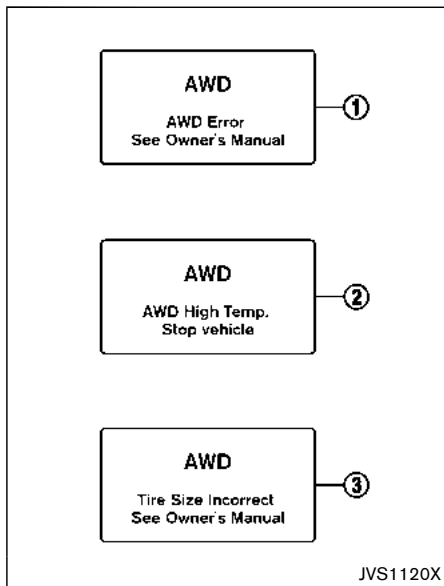 AWD
AWD Error
See Owner's Manual
1
AWD
AWD High Temp.
Stop vehicle
2
AWD
Tire Size Incorrect
See Owner's Manual
3
JVS1120X